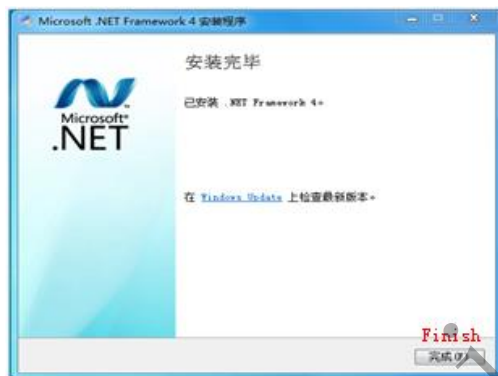 Microsoft .NET Framework 4 安装程序
安装完毕
Microsoft®
.NET
已安装 .NET Framework 4。
在 Windows Update 上检查最新版本。
Finish
完成(F)